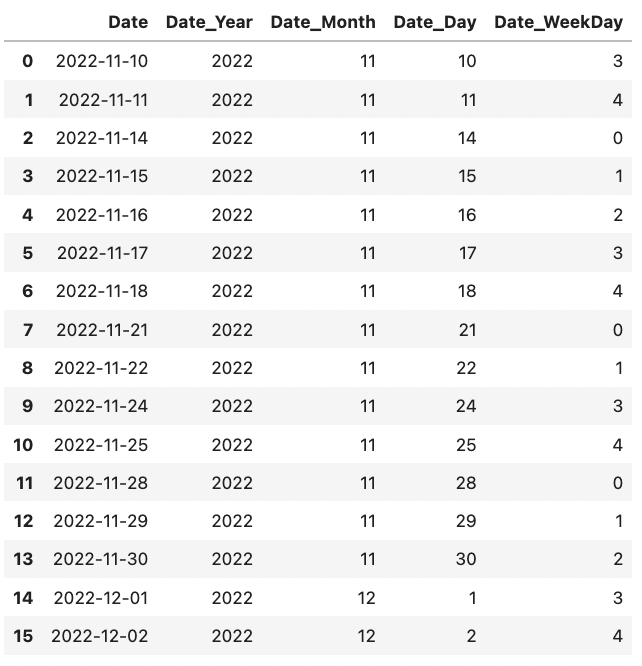 Date Date_Year Date_Month Date_Day Date_WeekDay
0 2022-11-10 2022 11 10 3
1 2022-11-11 2022 11 11 4
2 2022-11-14 2022 11 14 0
3 2022-11-15 2022 11 15 1
4 2022-11-16 2022 11 16 2
5 2022-11-17 2022 11 17 3
6 2022-11-18 2022 11 18 4
7 2022-11-21 2022 11 21 0
8 2022-11-22 2022 11 22 1
9 2022-11-24 2022 11 24 3
10 2022-11-25 2022 11 25 4
11 2022-11-28 2022 11 28 0
12 2022-11-29 2022 11 29 1
13 2022-11-30 2022 11 30 2
14 2022-12-01 2022 12 1 3
15 2022-12-02 2022 12 2 4